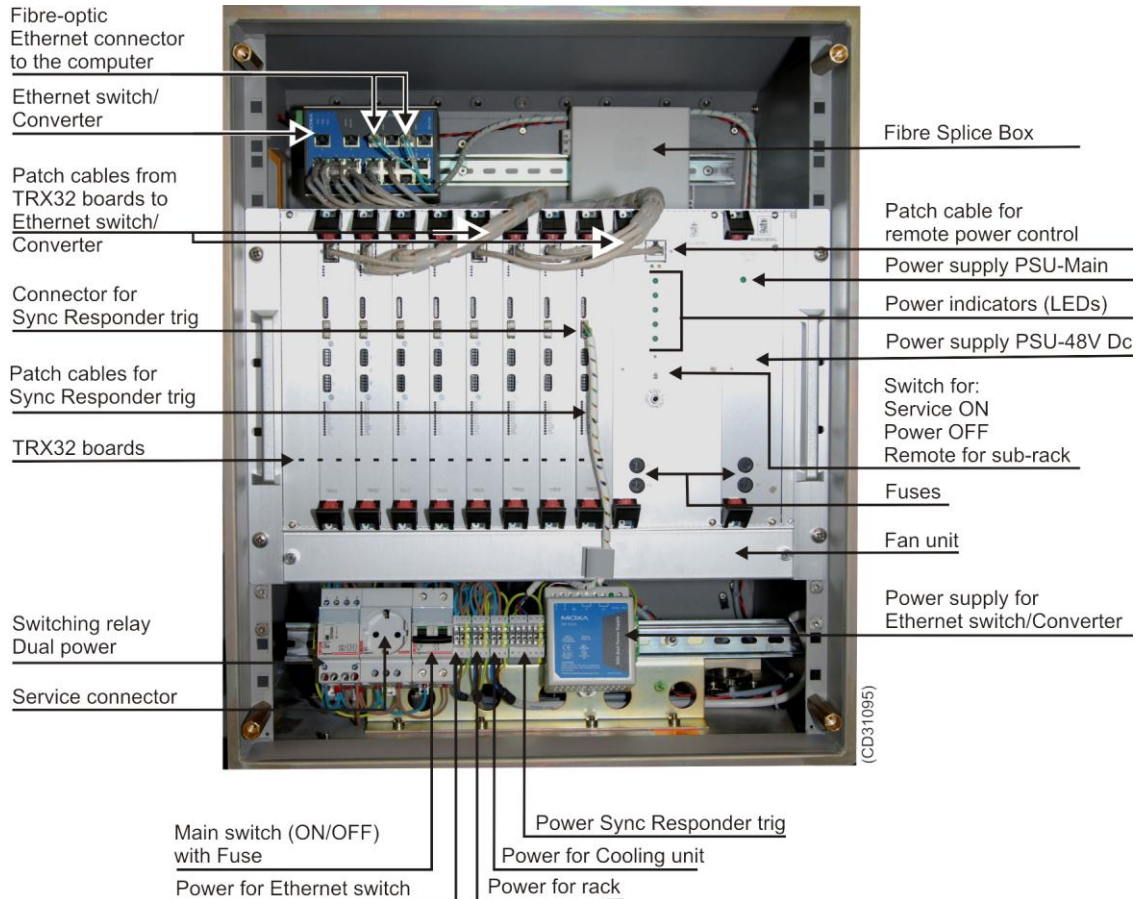 Fibre-optic
Ethernet connector
to the computer
Ethernet switch/
Converter
Patch cables from
TRX32 boards to
Ethernet switch/
Converter
Connector for
Sync Responder trig
Patch cables for
Sync Responder trig
TRX32 boards
Switching relay
Dual power
Service connector
Fibre Splice Box
Patch cable for
remote power control
Power supply PSU-Main
Power indicators (LEDs)
Power supply PSU-48V Dc
Switch for:
Service ON
Power OFF
Remote for sub-rack
Fuses
Fan unit
Power supply for
Ethernet switch/Converter
MOXA
(CD31095)
Main switch (ON/OFF)
with Fuse
Power for Ethernet switch
Power Sync Responder trig
Power for Cooling unit
Power for rack